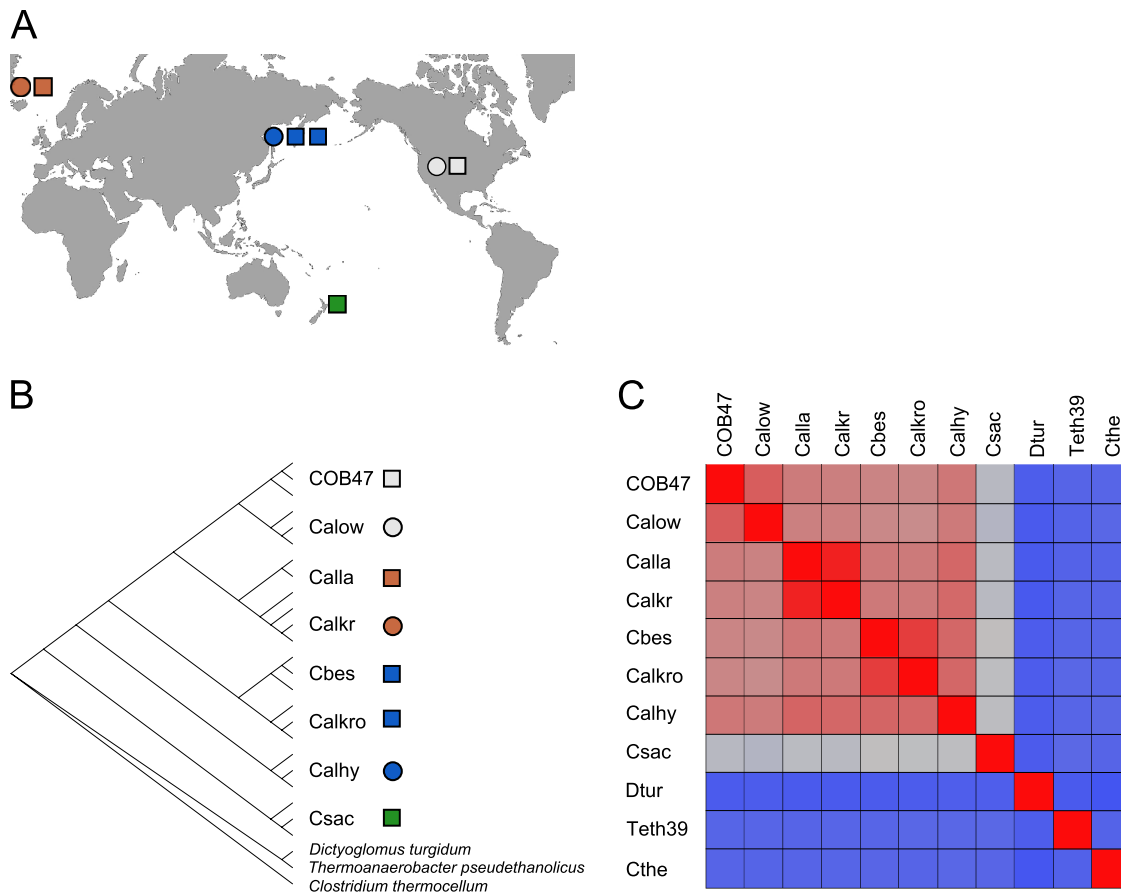 A
B
COB47
Calow
Calla
Calkr
Cbes
Calkro
Calhy
Csac
Dictyoglomus turgidum
Thermoanaerobacter pseudethanolicus
Clostridium thermocellum
C
COB47
Calow
Calla
Calkr
Cbes
Calkro
Calhy
Csac
Dtur
Teth39
Cthe
COB47
Calow
Calla
Calkr
Cbes
Calkro
Calhy
Csac
Dtur
Teth39
Cthe